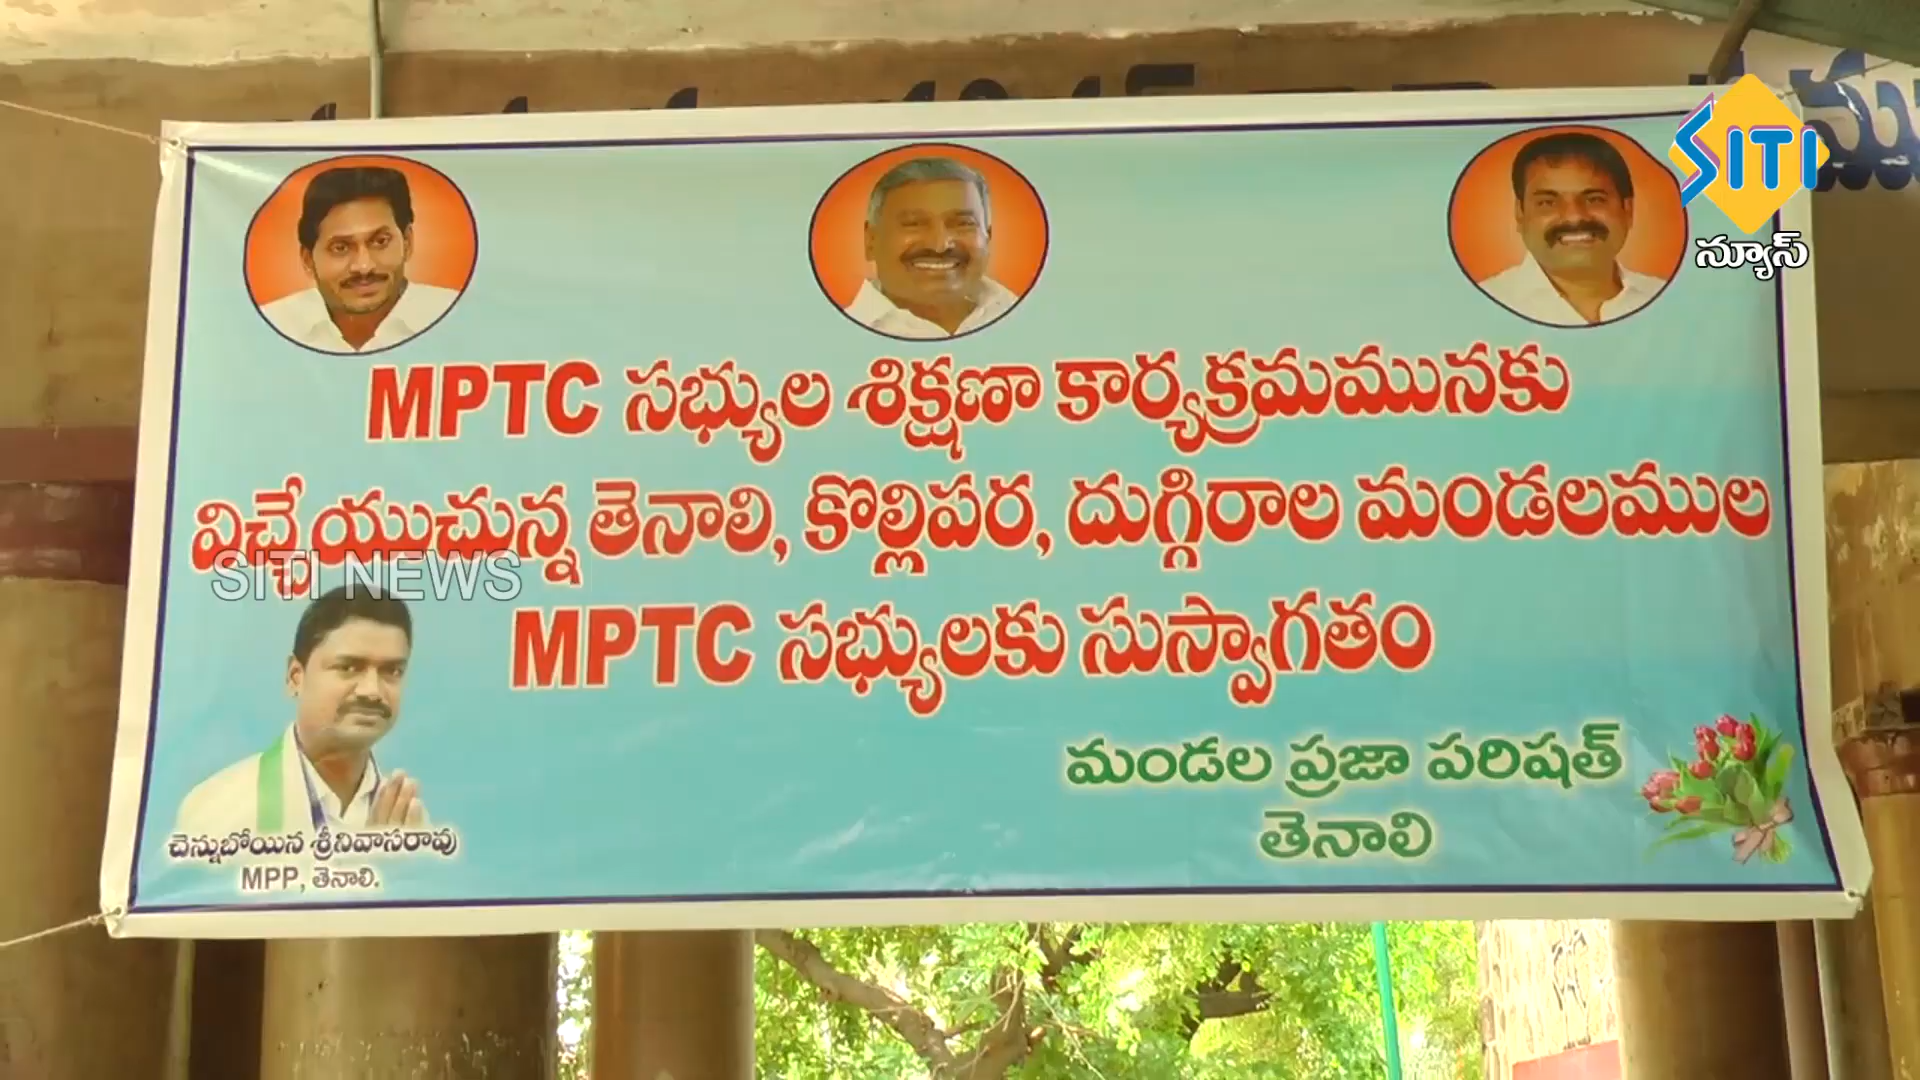 SITI
న్యూస్
MPTC సభ్యుల శిక్షణా కార్యక్రమమునకు
విచ్చేయుచున్న తెనాలి, కొల్లిపర, దుగ్గిరాల మండలముల
SITI NEWS
MPTC సభ్యులకు సుస్వాగతం
మండల ప్రజా పరిషత్
తెనాలి
చెన్నుబోయిన శ్రీనివాసరావు
MPP, తెనాలి.